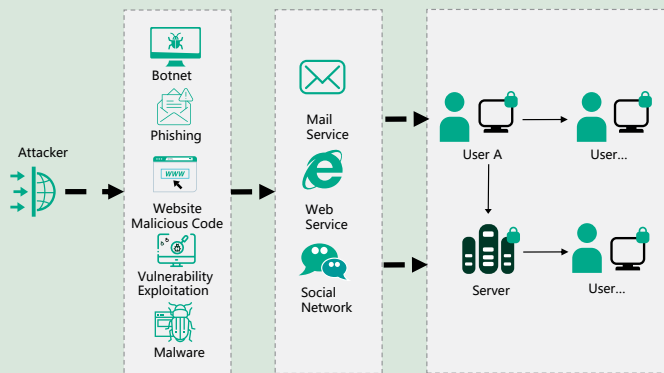 Attacker
Botnet
Phishing
www
Website
Malicious Code
Vulnerability
Exploitation
Malware
Mail
Service
Web
Service
Social
Network
User A
User...
Server
User...